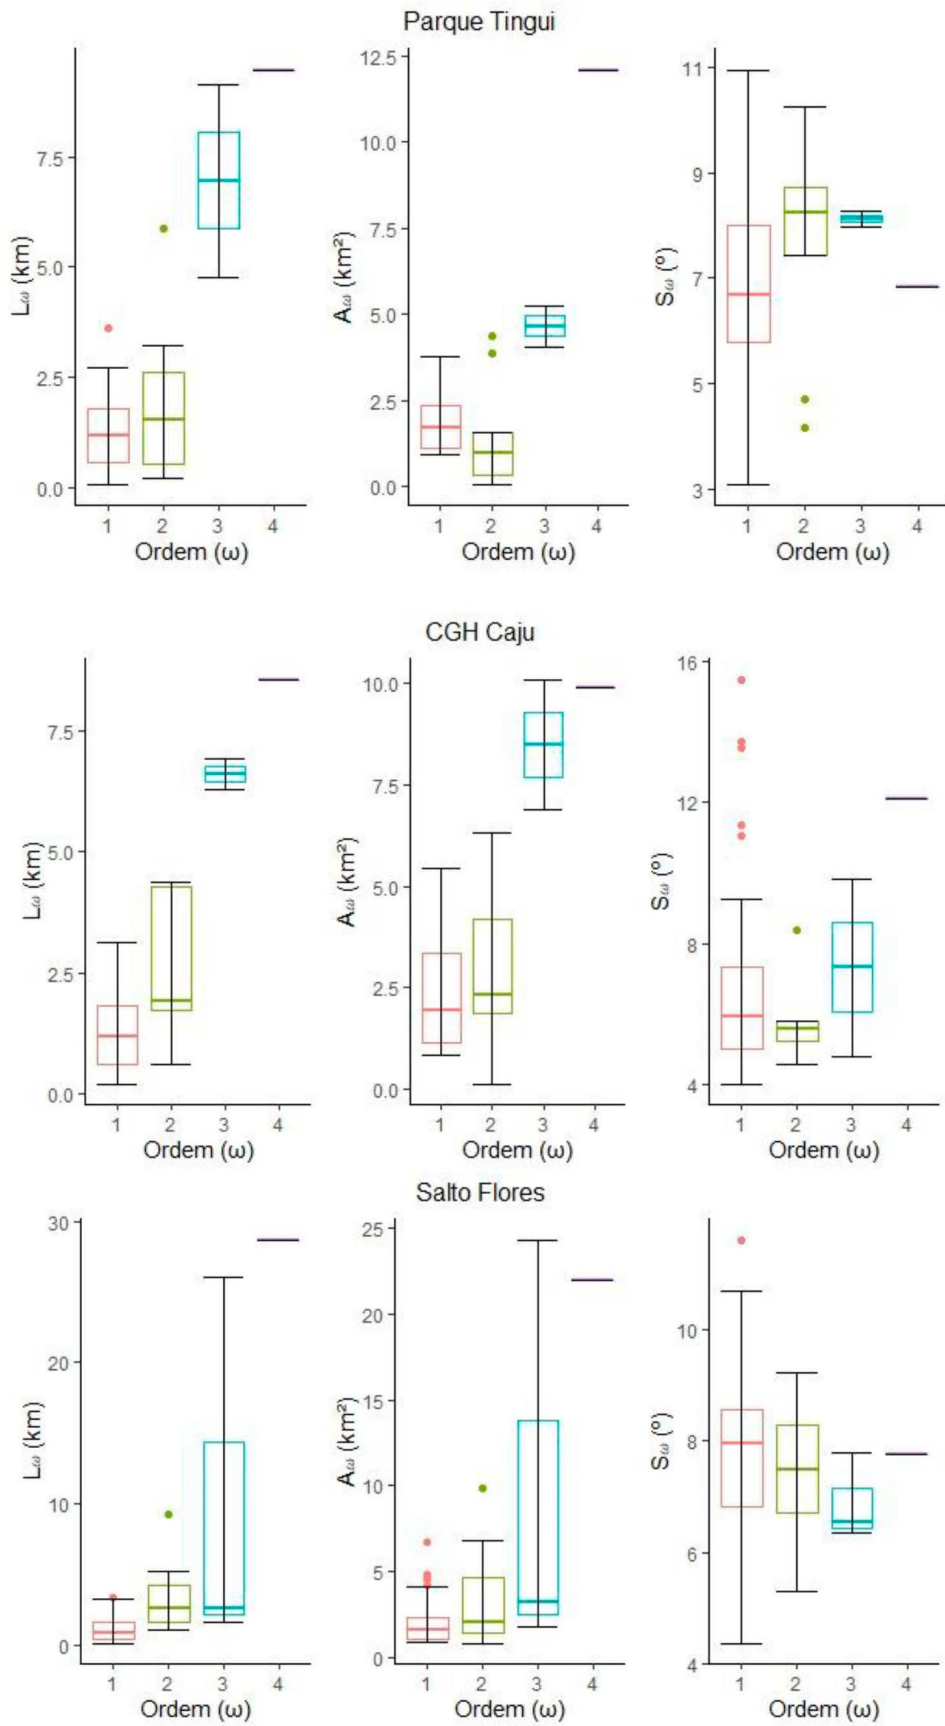 Parque Tingui
Lω (km)
7.5
5.0
2.5
0.0
1 2 3 4
Ordem (ω)
Aω (km²)
12.5
10.0
7.5
5.0
2.5
0.0
1 2 3 4
Ordem (ω)
Sω (º)
11
9
7
5
3
1 2 3 4
Ordem (ω)
CGH Caju
Lω (km)
7.5
5.0
2.5
0.0
1 2 3 4
Ordem (ω)
Aω (km²)
10.0
7.5
5.0
2.5
0.0
1 2 3 4
Ordem (ω)
Sω (º)
16
12
8
4
1 2 3 4
Ordem (ω)
Salto Flores
Lω (km)
30
20
10
0
1 2 3 4
Ordem (ω)
Aω (km²)
25
20
15
10
5
0
1 2 3 4
Ordem (ω)
Sω (º)
10
8
6
4
1 2 3 4
Ordem (ω)